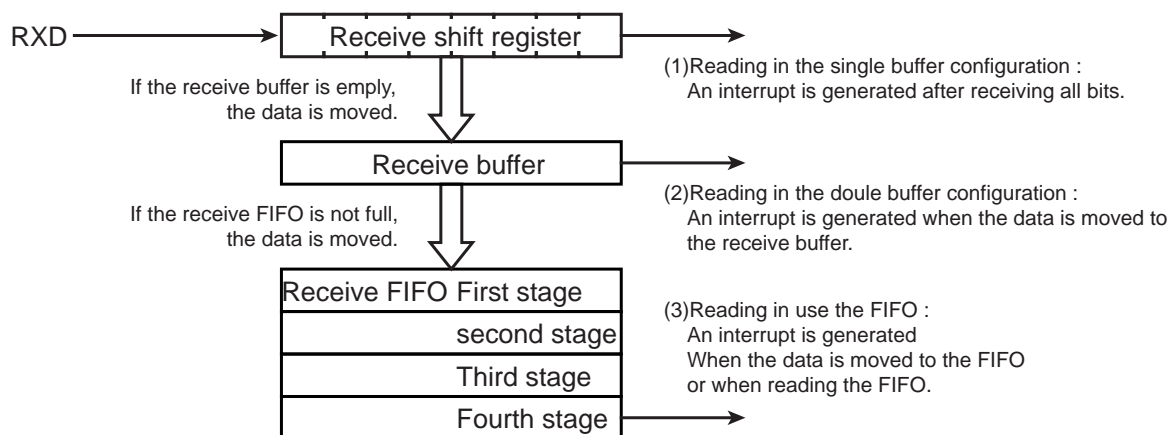 RXD
Receive shift register
(1)Reading in the single buffer configuration :
An interrupt is generated after receiving all bits.
If the receive buffer is emply,
the data is moved.
Receive buffer
(2)Reading in the doule buffer configuration :
An interrupt is generated when the data is moved to
the receive buffer.
If the receive FIFO is not full,
the data is moved.
Receive FIFO First stage
second stage
Third stage
Fourth stage
(3)Reading in use the FIFO :
An interrupt is generated
When the data is moved to the FIFO
or when reading the FIFO.